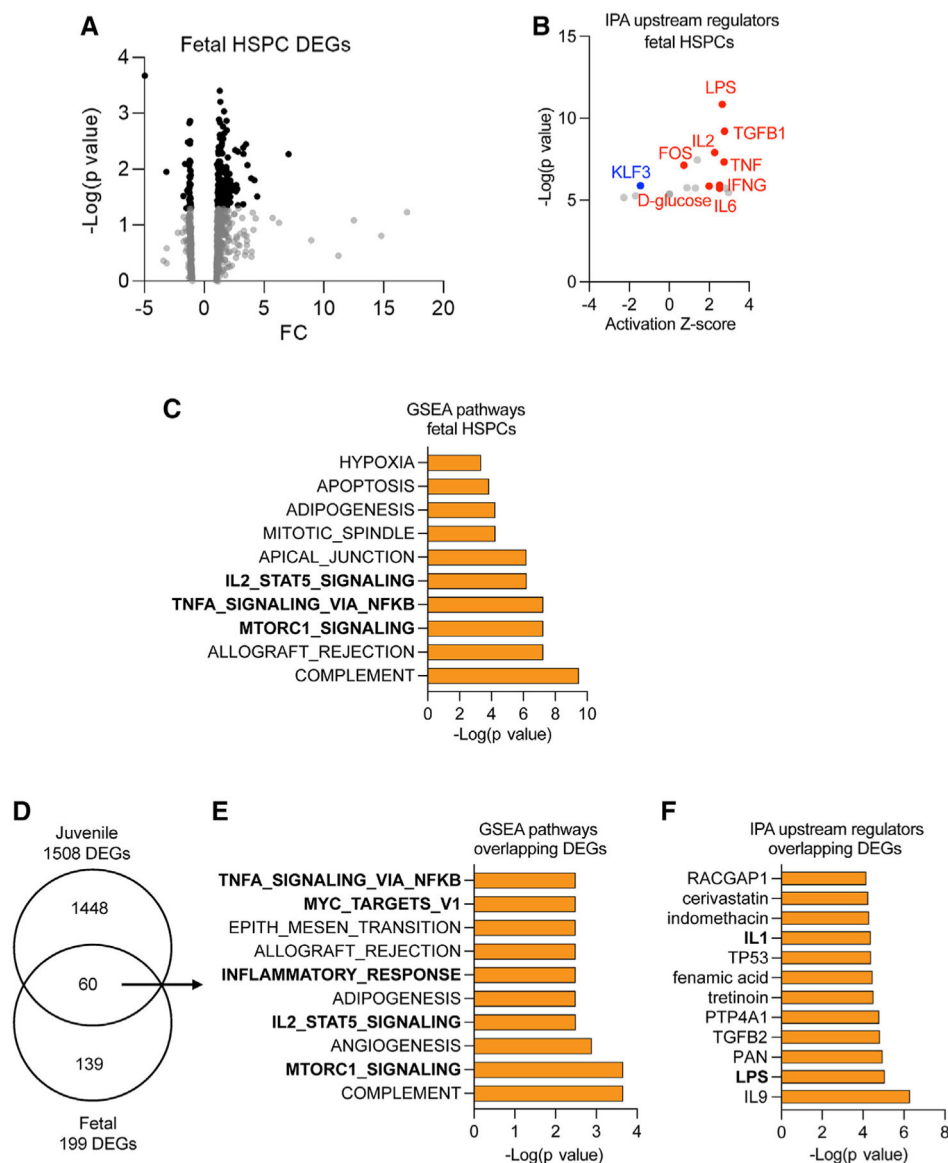 A
Fetal HSPC DEGs
4
3
2
1
0
-Log(p value)
-5
0
5
10
15
20
FC
B
IPA upstream regulators
fetal HSPCs
15
10
5
0
-Log(p value)
LPS
TGFB1
IL2
FOS
TNF
KLF3
IFNG
D-glucose
IL6
-4
-2
0
2
4
Activation Z-score
C
GSEA pathways
fetal HSPCs
HYPOXIA
APOPTOSIS
ADIPOGENESIS
MITOTIC_SPINDLE
APICAL_JUNCTION
IL2_STAT5_SIGNALING
TNFA_SIGNALING_VIA_NFKB
MTORC1_SIGNALING
ALLOGRAFT_REJECTION
COMPLEMENT
0 2 4 6 8 10
-Log(p value)
D
Juvenile
1508 DEGs
1448
60
139
Fetal
199 DEGs
E
GSEA pathways
overlapping DEGs
TNFA_SIGNALING_VIA_NFKB
MYC_TARGETS_V1
EPITH_MESEN_TRANSITION
ALLOGRAFT_REJECTION
INFLAMMATORY_RESPONSE
ADIPOGENESIS
IL2_STAT5_SIGNALING
ANGIOGENESIS
MTORC1_SIGNALING
COMPLEMENT
0 1 2 3 4
-Log(p value)
F
IPA upstream regulators
overlapping DEGs
RACGAP1
cerivastatin
indomethacin
IL1
TP53
fenamic acid
tretinoin
PTP4A1
TGFB2
PAN
LPS
IL9
0 2 4 6 8
-Log(p value)